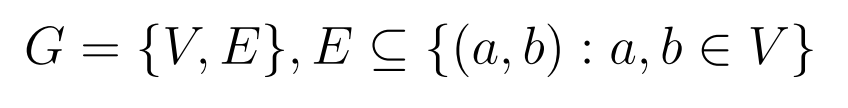 G = {V, E}, E ⊆ {(a, b) : a, b ∈ V}